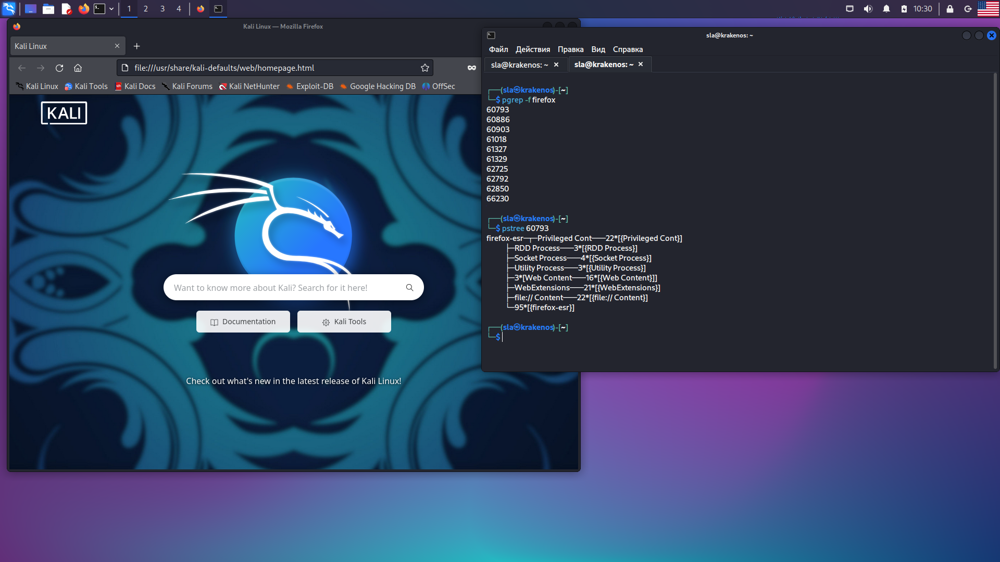 1 2 3 4
10:30
Kali Linux — Mozilla Firefox
Kali Linux
file:///usr/share/kali-defaults/web/homepage.html
Kali Linux Kali Tools Kali Docs Kali Forums Kali NetHunter Exploit-DB Google Hacking DB OffSec
KALI
Want to know more about Kali? Search for it here!
Documentation Kali Tools
Check out what's new in the latest release of Kali Linux!
sla@krakenos: ~
Файл Действия Правка Вид Справка
sla@krakenos: ~ sla@krakenos: ~
┌──(sla㉿krakenos)-[~]
└─$ pgrep -f firefox
60793
60886
60903
61018
61327
61329
62725
62792
62850
66230
┌──(sla㉿krakenos)-[~]
└─$ pstree 60793
firefox-esr─┬─Privileged Cont───22*[{Privileged Cont}]
├─RDD Process───3*[{RDD Process}]
├─Socket Process───4*[{Socket Process}]
├─Utility Process───3*[{Utility Process}]
├─3*[Web Content───16*[{Web Content}]]
├─WebExtensions───21*[{WebExtensions}]
├─file:// Content───22*[{file:// Content}]
└─95*[{firefox-esr}]
┌──(sla㉿krakenos)-[~]
└─$